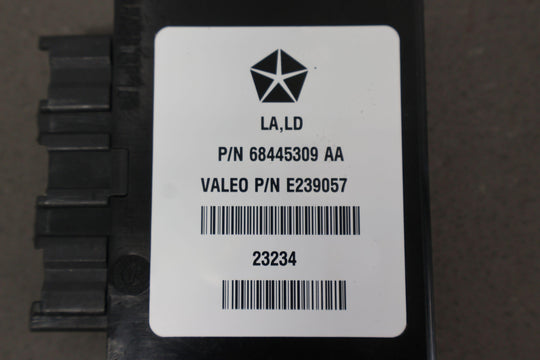 LA,LD
P/N 68445309 AA
VALEO P/N E239057
23234